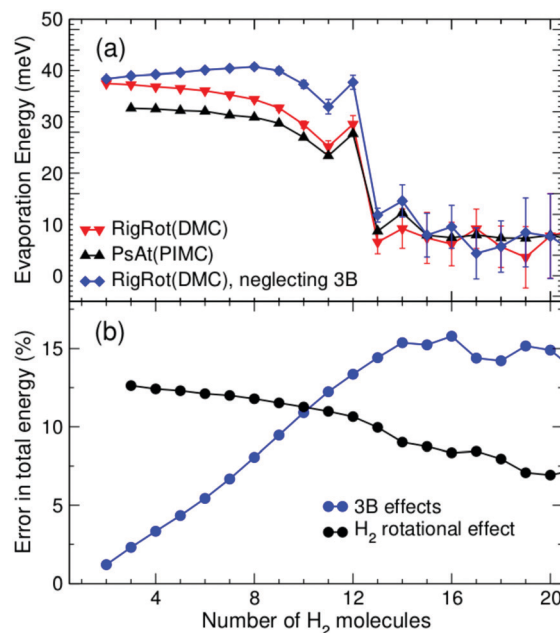 (a)
Evaporation Energy (meV)
50
40
30
20
10
0
RigRot(DMC)
PsAt(PIMC)
RigRot(DMC), neglecting 3B
(b)
Error in total energy (%)
15
10
5
0
3B effects
H₂ rotational effect
4 8 12 16 20
Number of H₂ molecules